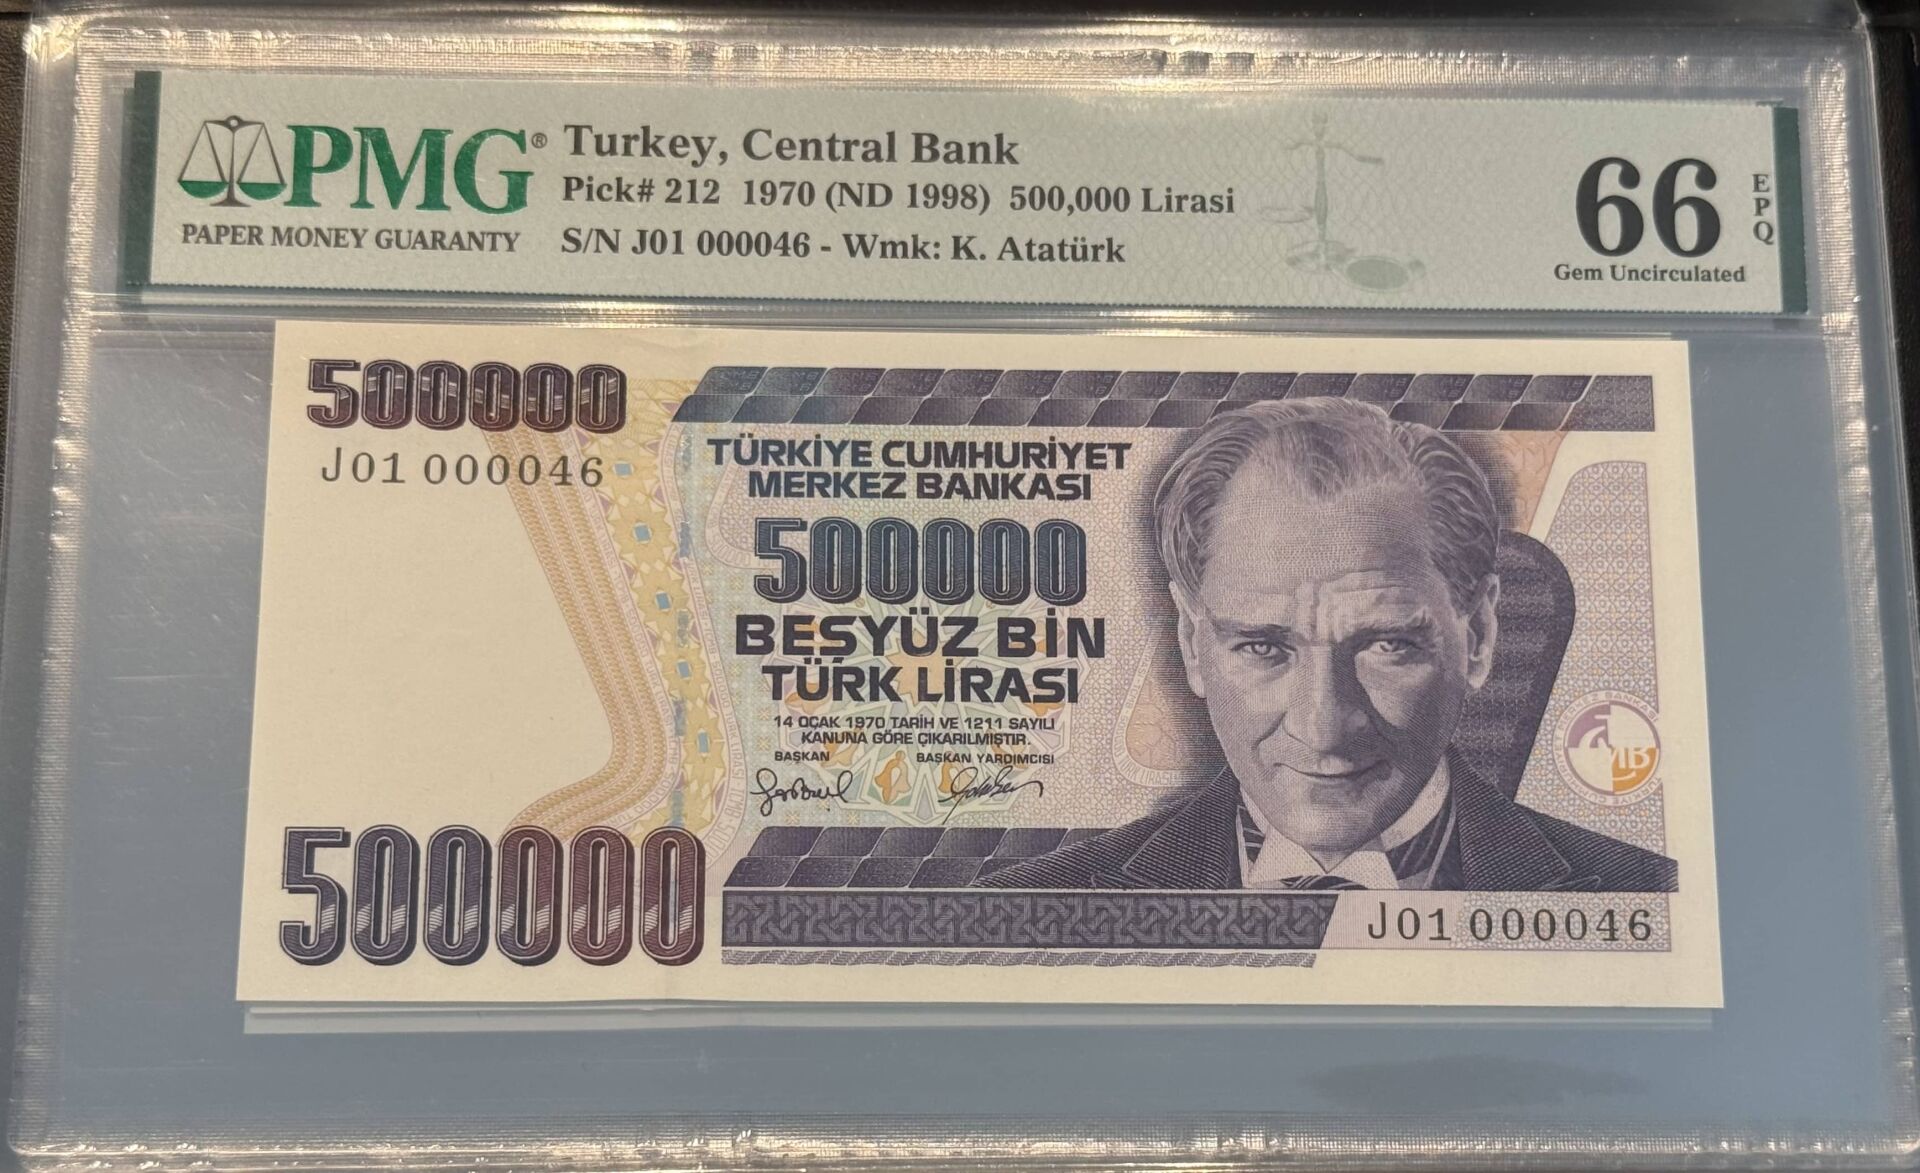 PMG®
PAPER MONEY GUARANTY
Turkey, Central Bank
Pick# 212 1970 (ND 1998) 500,000 Lirasi
S/N J01 000046 - Wmk: K. Atatürk
66
EPQ
Gem Uncirculated
500000
J01 000046
TÜRKİYE CUMHURİYET
MERKEZ BANKASI
500000
BEŞYÜZ BİN
TÜRK LİRASI
14 OCAK 1970 TARİH VE 1211 SAYILI
KANUNA GÖRE ÇIKARILMIŞTIR.
BAŞKAN BAŞKAN YARDIMCISI
500000
J01 000046